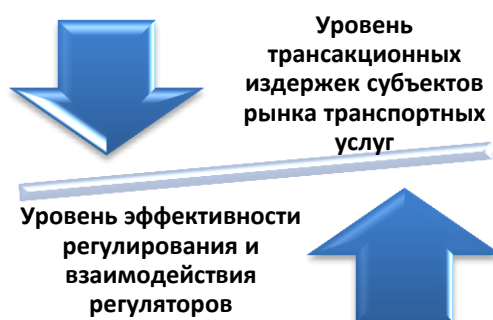 Уровень
трансакционных
издержек субъектов
рынка транспортных
услуг
Уровень эффективности
регулирования и
взаимодействия
регуляторов